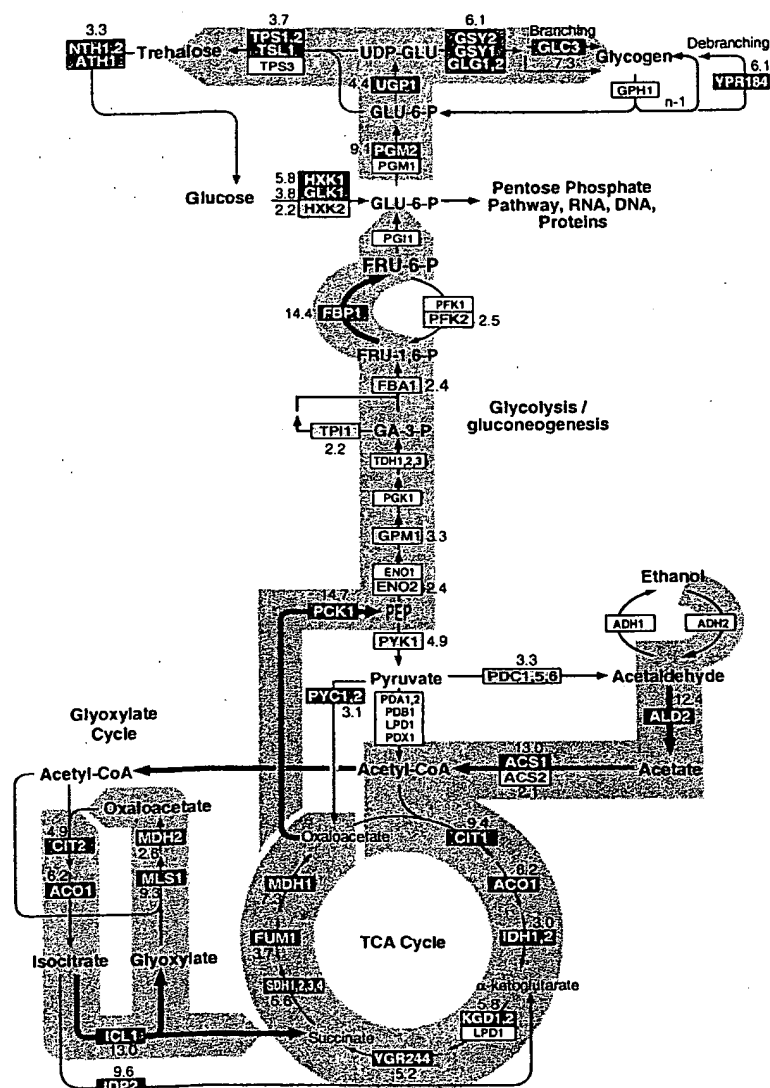 3.7
TPS1,2
TSL1
TPS3
6.1
GSY2
GSY1
GLG1,2
Branching
GLC3
7.3
Glycogen
Debranching
6.1
YPR184
3.3
NTH1,2
ATH1
Trehalose
UDP-GLU
GPH1
n-1
4.4
UGP1
GLU-6-P
9.1
PGM2
PGM1
Glucose
5.8
HXK1
3.8
GLK1
2.2
HXK2
GLU-6-P
Pentose Phosphate
Pathway, RNA, DNA,
Proteins
PGI1
FRU-6-P
14.4
FBP1
PFK1
PFK2
2.5
FRU-1,6-P
FBA1
2.4
Glycolysis /
gluconeogenesis
TPI1
2.2
GA-3-P
TDH1,2,3
PGK1
GPM1
3.3
ENO1
ENO2
2.4
14.7
PCK1
PEP
PYK1
4.9
Ethanol
ADH1
ADH2
Pyruvate
3.3
PDC1,5,6
Acetaldehyde
PYC1,2
3.1
PDA1,2
PDB1
LPD1
PDX1
12.4
ALD2
Glyoxylate
Cycle
Acetyl-CoA
Acetyl-CoA
13.0
ACS1
ACS2
2.1
Acetate
Oxaloacetate
4.9
CIT2
MDH2
2.6
6.2
ACO1
MLS1
9.3
Isocitrate
Glyoxylate
ICL1
13.0
9.6
IDP2
Oxaloacetate
9.4
CIT1
6.2
ACO1
MDH1
FUM1
3.7
TCA Cycle
3.0
IDH1,2
α-ketoglutarate
SDH1,2,3,4
6.6
5.8
KGD1,2
LPD1
Succinate
YGR244
5.2